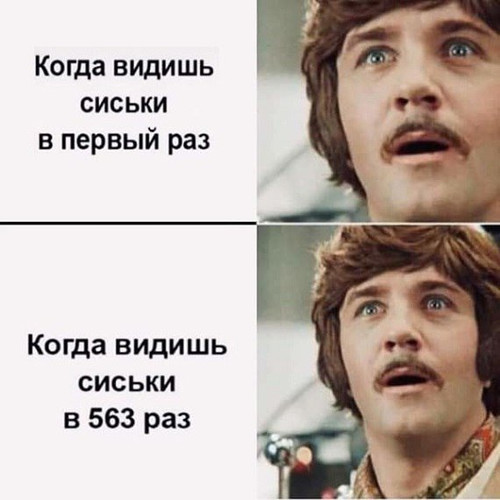 Когда видишь
сиськи
в первый раз
Когда видишь
сиськи
в 563 раз